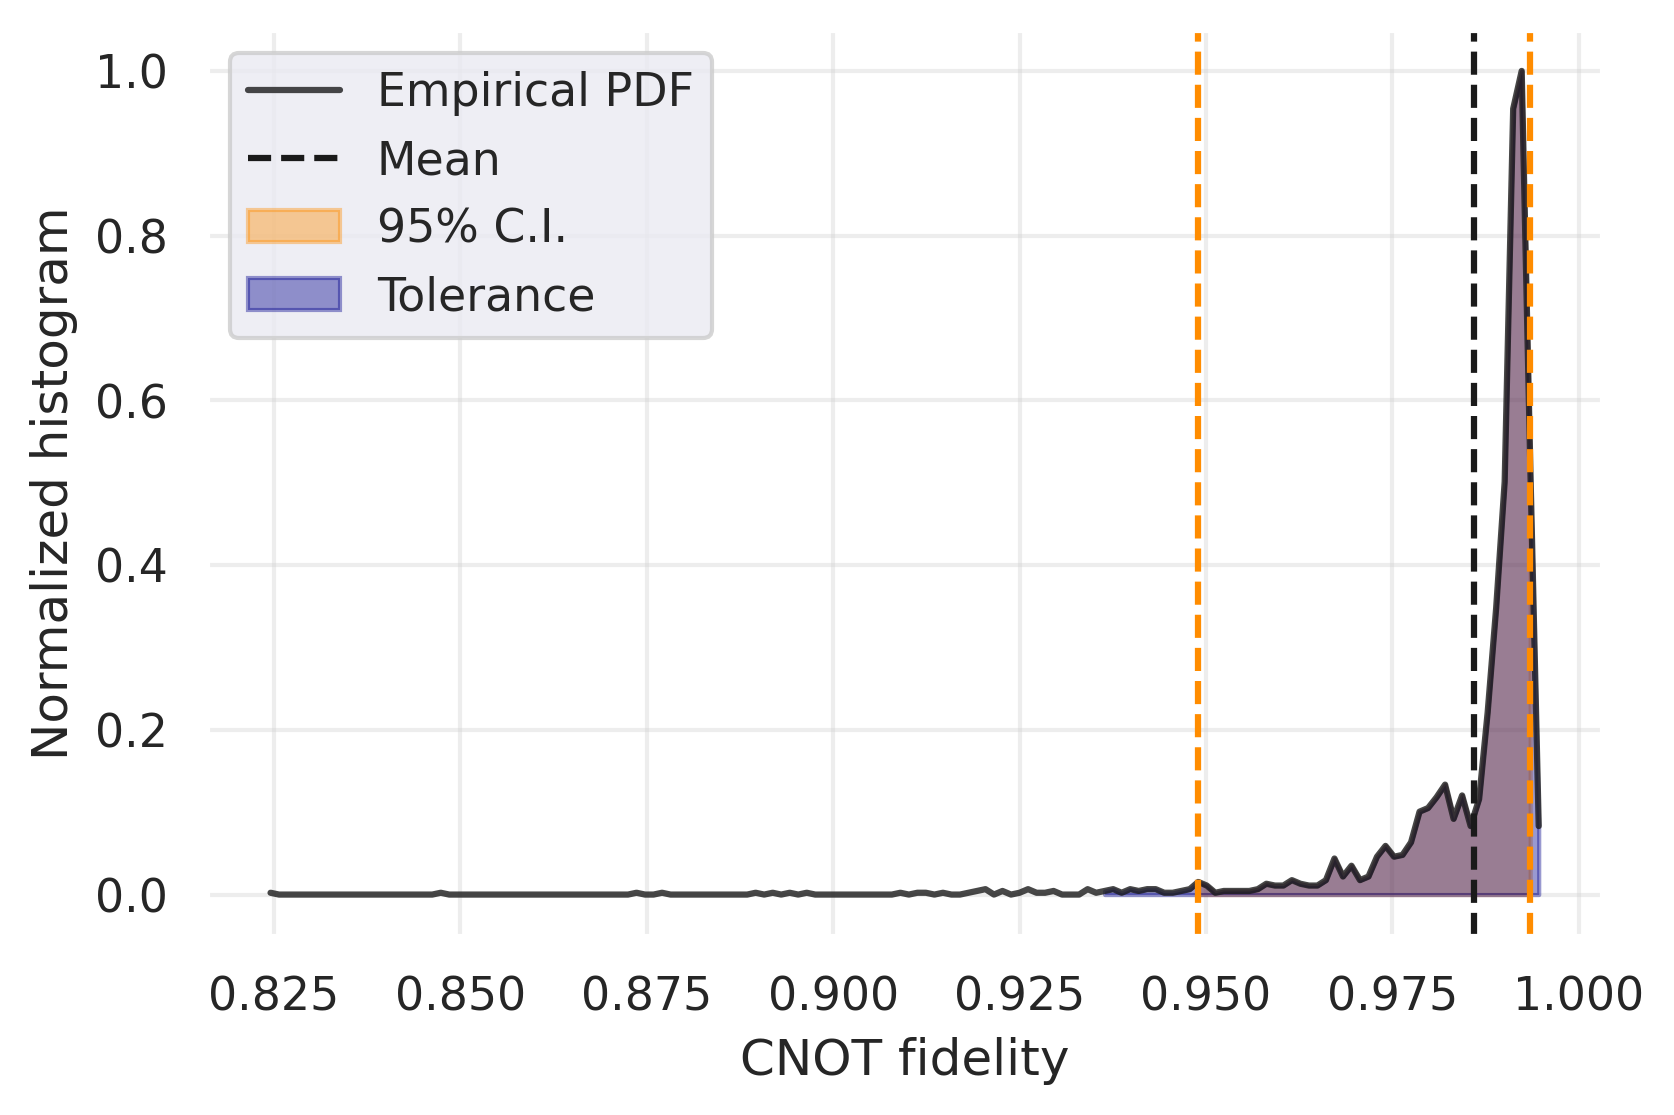 Normalized histogram
1.0
0.8
0.6
0.4
0.2
0.0
Empirical PDF
Mean
95% C.I.
Tolerance
0.825 0.850 0.875 0.900 0.925 0.950 0.975 1.000
CNOT fidelity